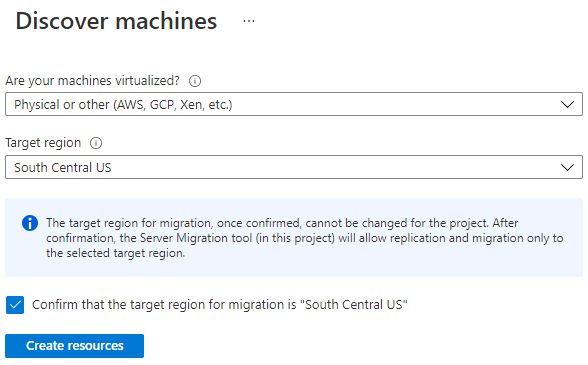 Discover machines ...
Are your machines virtualized?
Physical or other (AWS, GCP, Xen, etc.)
Target region
South Central US
The target region for migration, once confirmed, cannot be changed for the project. After
confirmation, the Server Migration tool (in this project) will allow replication and migration only to
the selected target region.
Confirm that the target region for migration is "South Central US"
Create resources